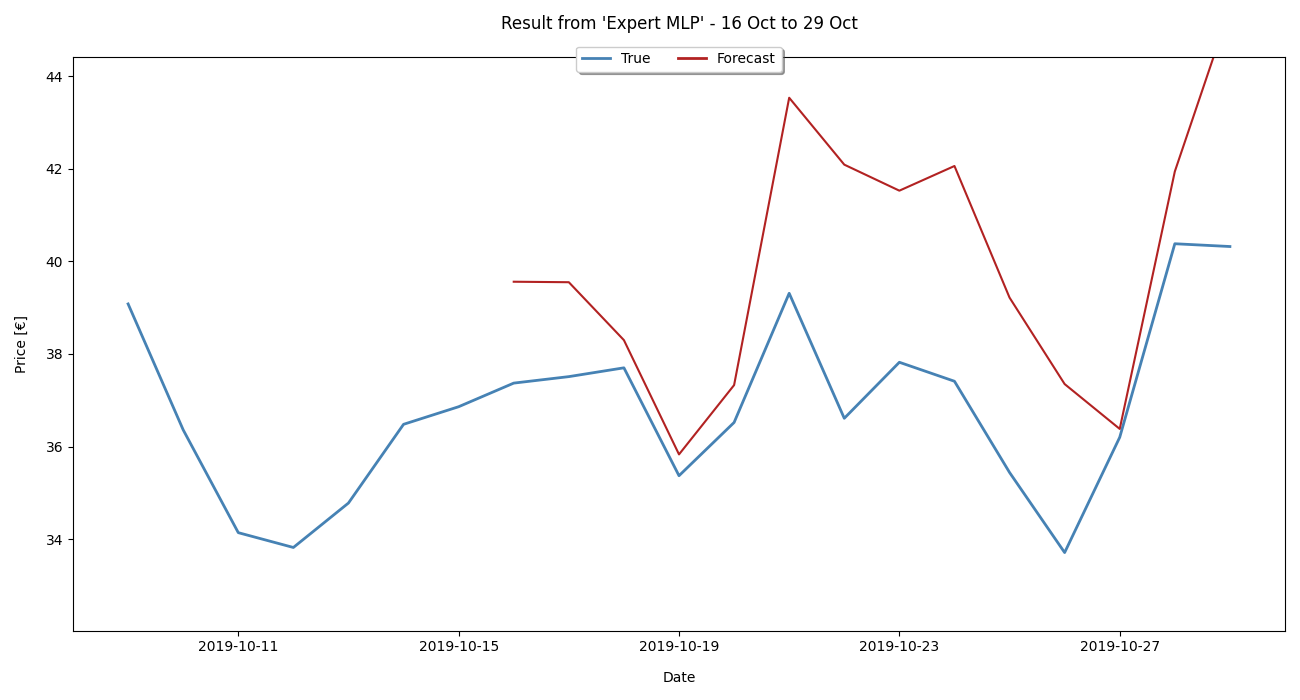 Result from 'Expert MLP' - 16 Oct to 29 Oct
True Forecast
44
42
40
38
36
34
Price [€]
2019-10-11 2019-10-15 2019-10-19 2019-10-23 2019-10-27
Date